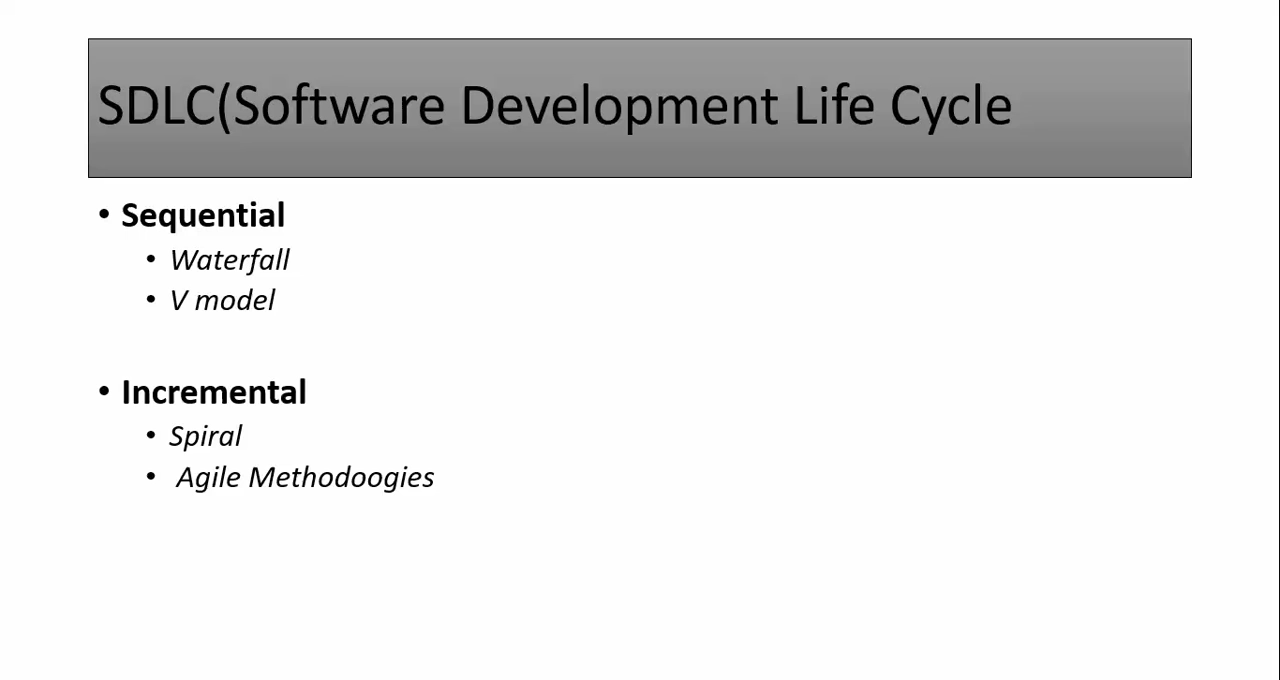 SDLC(Software Development Life Cycle
• Sequential
• Waterfall
• V model
• Incremental
• Spiral
• Agile Methodoogies